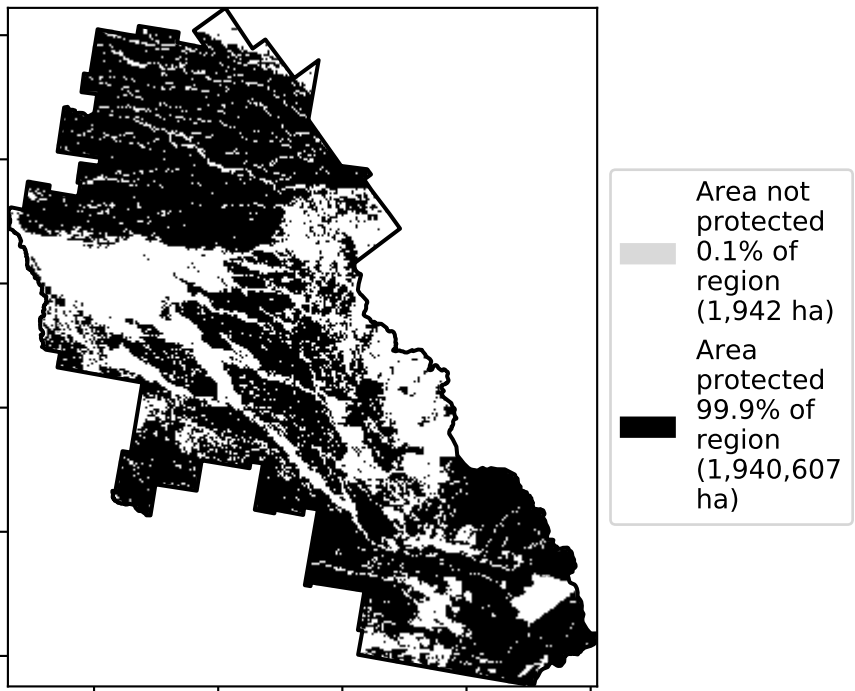 Area not
protected
0.1% of
region
(1,942 ha)
Area
protected
99.9% of
region
(1,940,607
ha)